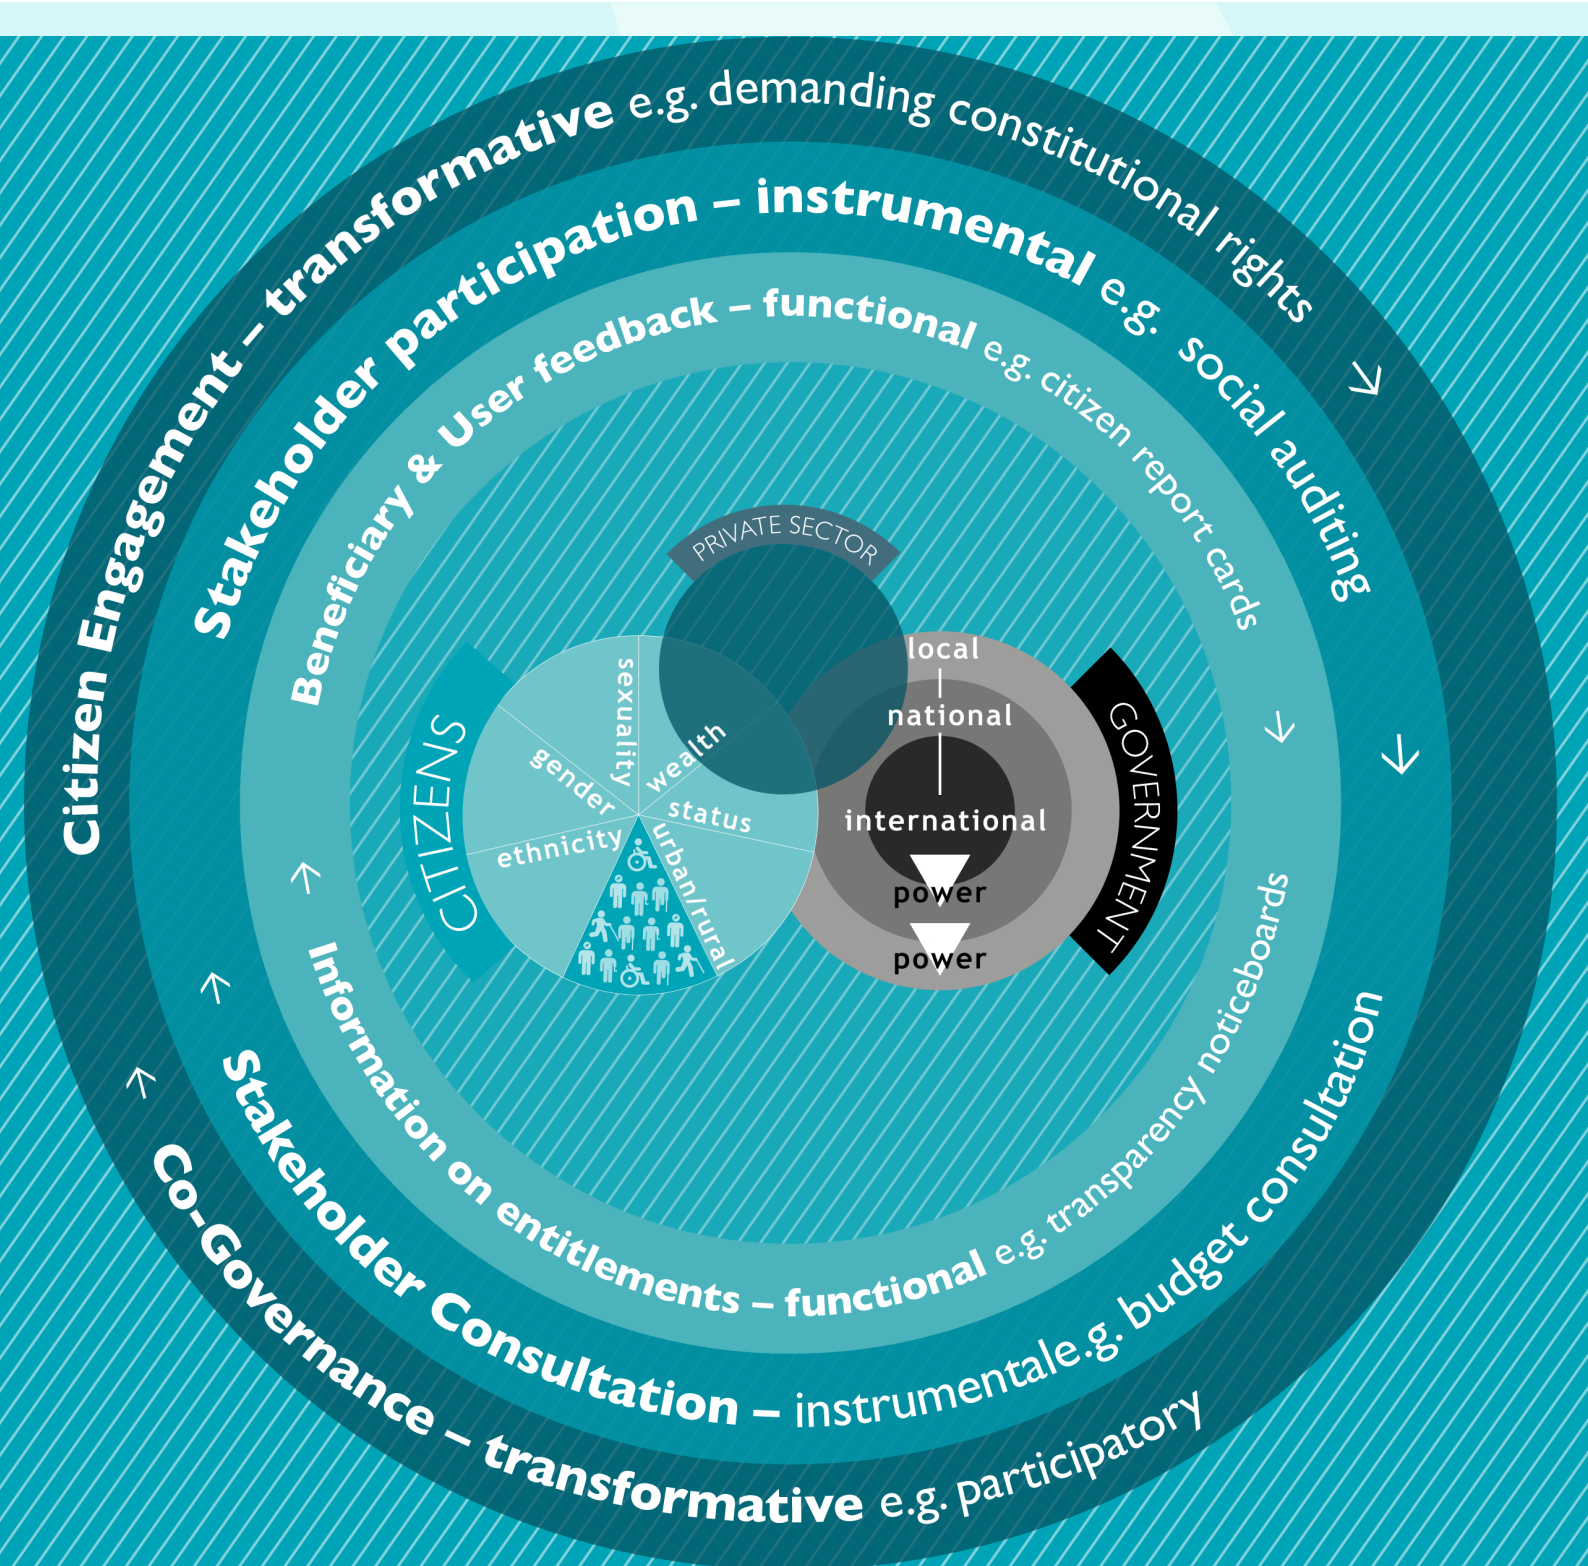 Citizen Engagement – transformative e.g. demanding constitutional rights
Stakeholder participation – instrumental e.g. social auditing
Beneficiary & User feedback – functional e.g. citizen report cards
PRIVATE SECTOR
CITIZENS
sexuality
wealth
gender
status
ethnicity
urban/rural
local
national
international
power
power
GOVERNMENT
Information on entitlements – functional e.g. transparency noticeboards
Stakeholder Consultation – instrumentale.g. budget consultation
Co-Governance – transformative e.g. participatory